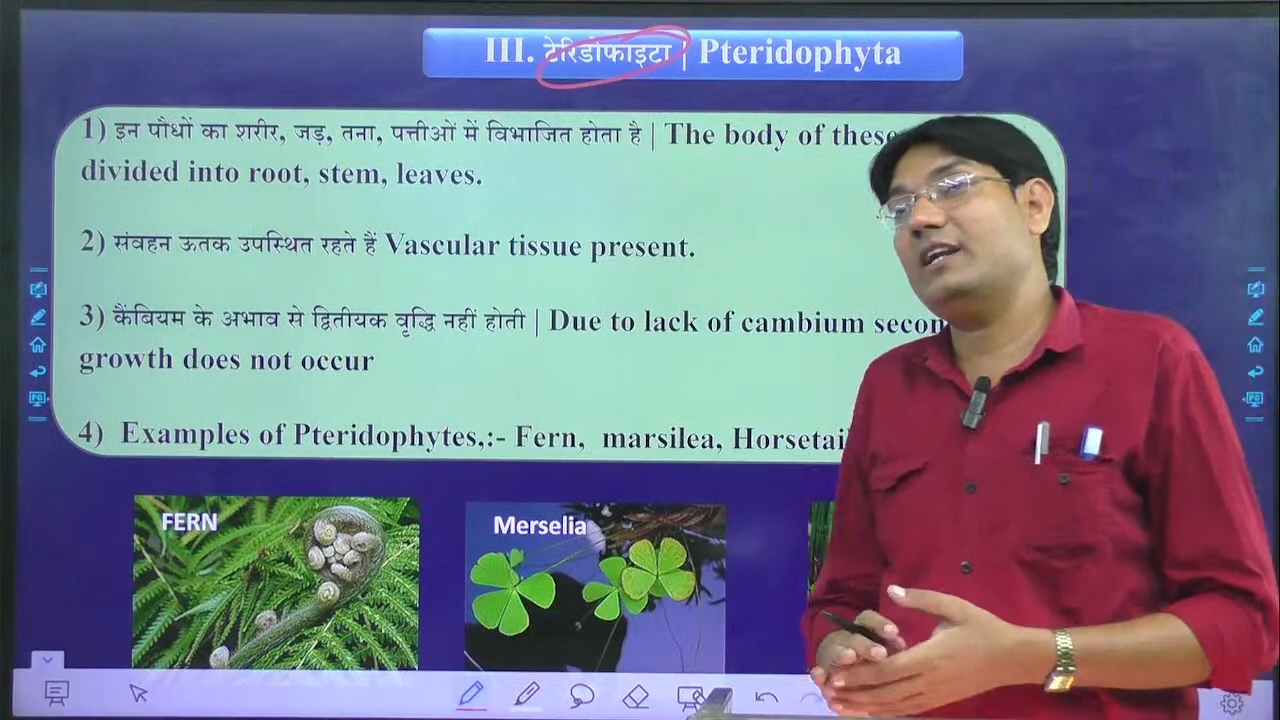 III. टेरिडोफाइटा | Pteridophyta
1) इन पौधों का शरीर, जड़, तना, पत्तीओं में विभाजित होता है | The body of these
divided into root, stem, leaves.
2) संवहन ऊतक उपस्थित रहते हैं Vascular tissue present.
3) कैंबियम के अभाव से द्वितीयक वृद्धि नहीं होती | Due to lack of cambium secon
growth does not occur
4) Examples of Pteridophytes,:- Fern, marsilea, Horsetail
FERN
Merselia